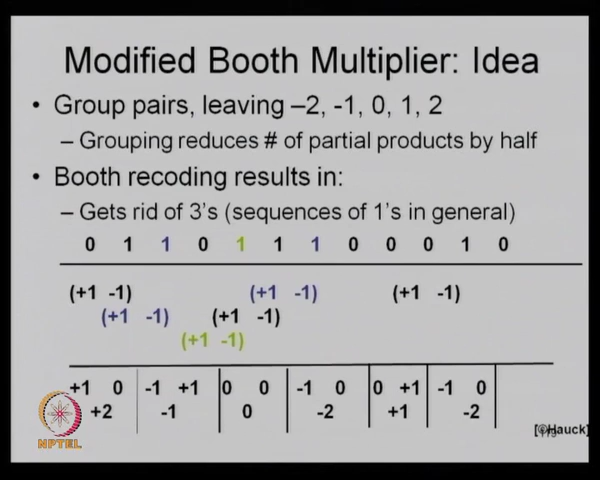 Modified Booth Multiplier: Idea
• Group pairs, leaving –2, -1, 0, 1, 2
– Grouping reduces # of partial products by half
• Booth recoding results in:
– Gets rid of 3's (sequences of 1's in general)
0 1 1 0 1 1 1 0 0 0 1 0
(+1 -1) (+1 -1) (+1 -1)
(+1 -1) (+1 -1)
(+1 -1)
+1 0 -1 +1 0 0 -1 0 0 +1 -1 0
+2 -1 0 -2 +1 -2
NPTEL
[©Hauck]